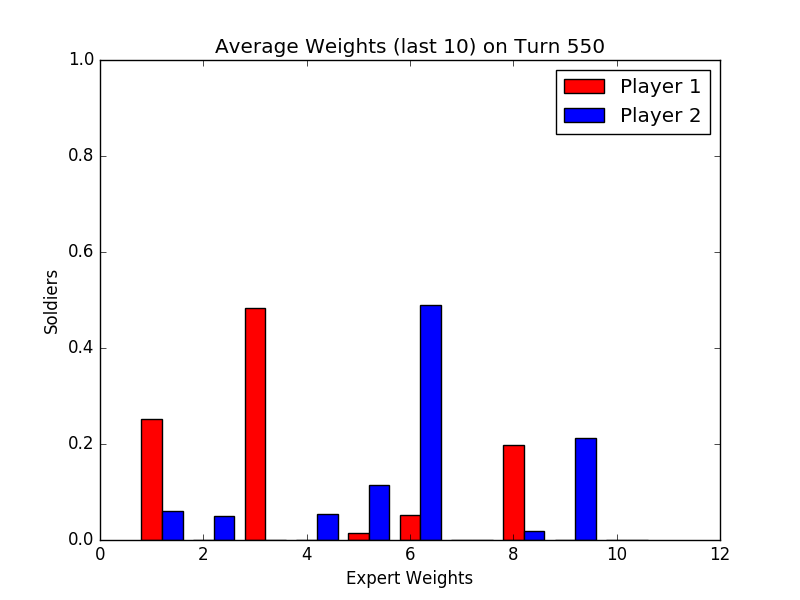 Average Weights (last 10) on Turn 550
Player 1
Player 2
1.0
0.8
0.6
0.4
0.2
0.0
Soldiers
0 2 4 6 8 10 12
Expert Weights